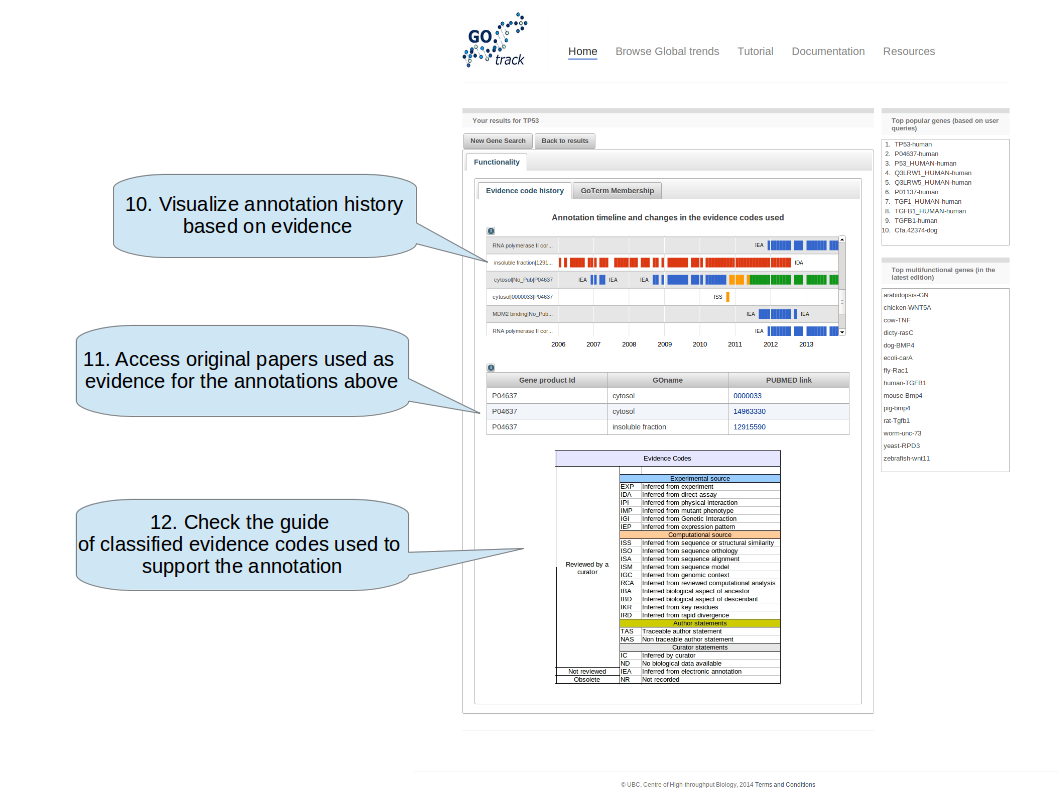 GO
track
Home Browse Global trends Tutorial Documentation Resources
Your results for TP53
New Gene Search Back to results
Functionality
Evidence code history GoTerm Membership
Annotation timeline and changes in the evidence codes used
RNA polymerase II cor... IEA
insoluble fraction|1291... IDA
cytosol|No_Pub|P04637 IEA IEA IEA
cytosol|0000033|P04637 ISS
MDM2 binding|No_Pub... IEA IEA
RNA polymerase II cor... IEA
2006 2007 2008 2009 2010 2011 2012 2013
Gene product Id GOname PUBMED link
P04637 cytosol 0000033
P04637 cytosol 14963330
P04637 insoluble fraction 12915590
Evidence Codes
Experimental source
EXP Inferred from experiment
IDA Inferred from direct assay
IPI Inferred from physical interaction
IMP Inferred from mutant phenotype
IGI Inferred from Genetic Interaction
IEP Inferred from expression pattern
Computational source
ISS Inferred from sequence or structural similarity
ISO Inferred from sequence orthology
ISA Inferred from sequence alignment
ISM Inferred from sequence model
IGC Inferred from genomic context
RCA Inferred from reviewed computational analysis
IBA Inferred biological aspect of ancestor
IBD Inferred biological aspect of descendant
IKR Inferred from key residues
IRD Inferred from rapid divergence
Author statements
TAS Traceable author statement
NAS Non traceable author statement
Curator statements
IC Inferred by curator
ND No biological data available
Reviewed by a
curator
Not reviewed IEA Inferred from electronic annotation
Obsolete NR Not recorded
Top popular genes (based on user
queries)
1. TP53-human
2. P04637-human
3. P53_HUMAN-human
4. Q3LRW1_HUMAN-human
5. Q3LRW5_HUMAN-human
6. P01137-human
7. TGF1_HUMAN-human
8. TGFB1_HUMAN-human
9. TGFB1-human
10. Cfa.42374-dog
Top multifunctional genes (in the
latest edition)
arabidopsis-GN
chicken-WNT5A
cow-TNF
dicty-rasC
dog-BMP4
ecoli-carA
fly-Rac1
human-TGFB1
mouse-Bmp4
pig-bmp4
rat-Tgfb1
worm-unc-73
yeast-RPD3
zebrafish-wnt11
10. Visualize annotation history
based on evidence
11. Access original papers used as
evidence for the annotations above
12. Check the guide
of classified evidence codes used to
support the annotation
© UBC. Centre of High-throughput Biology, 2014 Terms and Conditions